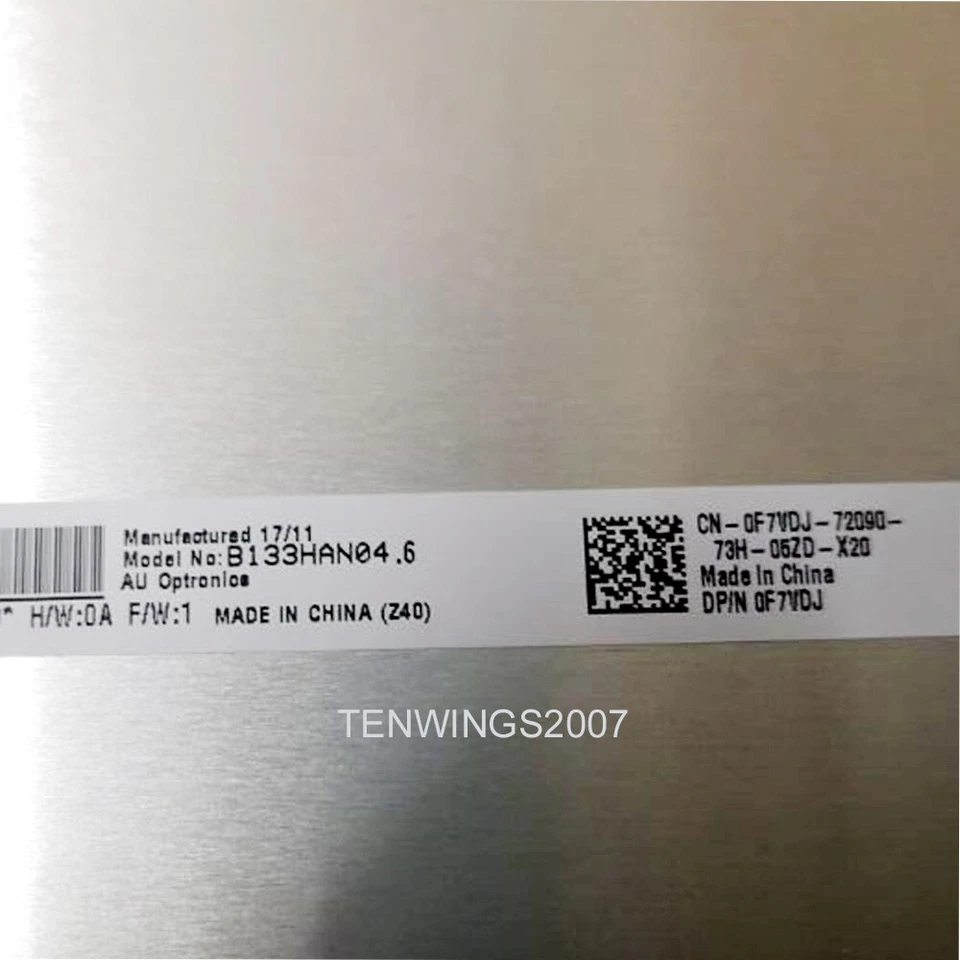 Manufactured 17/11
Model No:B133HAN04.6
AU Optronics
H/W:0A F/W:1 MADE IN CHINA (Z40)
CN-0F7VDJ-72090-
73H-06ZD-X20
Made In China
DP/N 0F7VDJ
TENWINGS2007